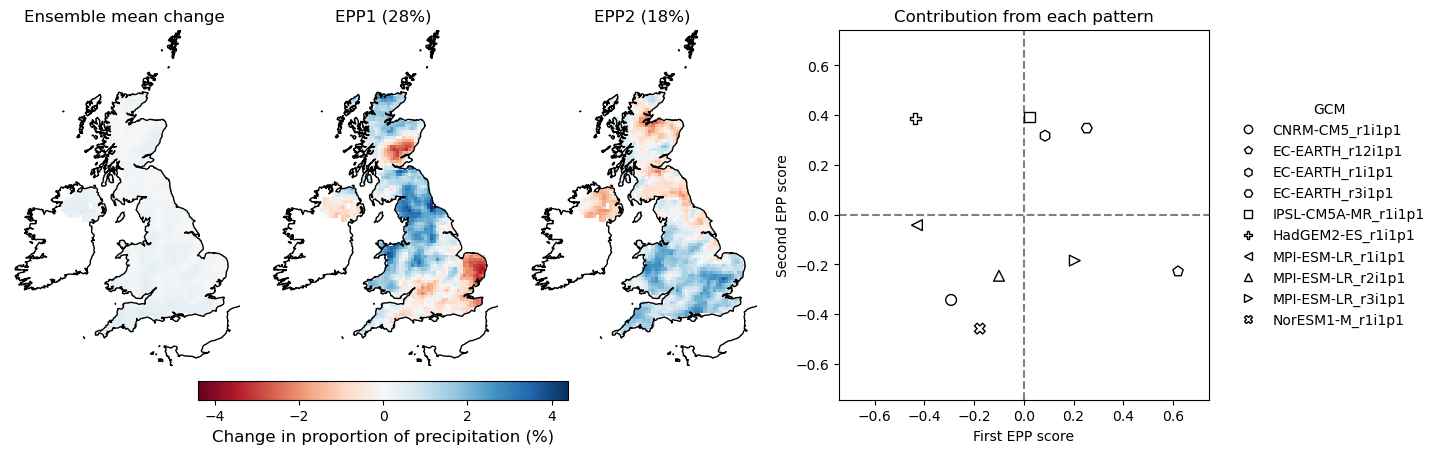 Ensemble mean change
EPP1 (28%)
EPP2 (18%)
−4 −2 0 2 4
Change in proportion of precipitation (%)
Contribution from each pattern
Second EPP score
0.6
0.4
0.2
0.0
−0.2
−0.4
−0.6
−0.6 −0.4 −0.2 0.0 0.2 0.4 0.6
First EPP score
GCM
CNRM-CM5_r1i1p1
EC-EARTH_r12i1p1
EC-EARTH_r1i1p1
EC-EARTH_r3i1p1
IPSL-CM5A-MR_r1i1p1
HadGEM2-ES_r1i1p1
MPI-ESM-LR_r1i1p1
MPI-ESM-LR_r2i1p1
MPI-ESM-LR_r3i1p1
NorESM1-M_r1i1p1